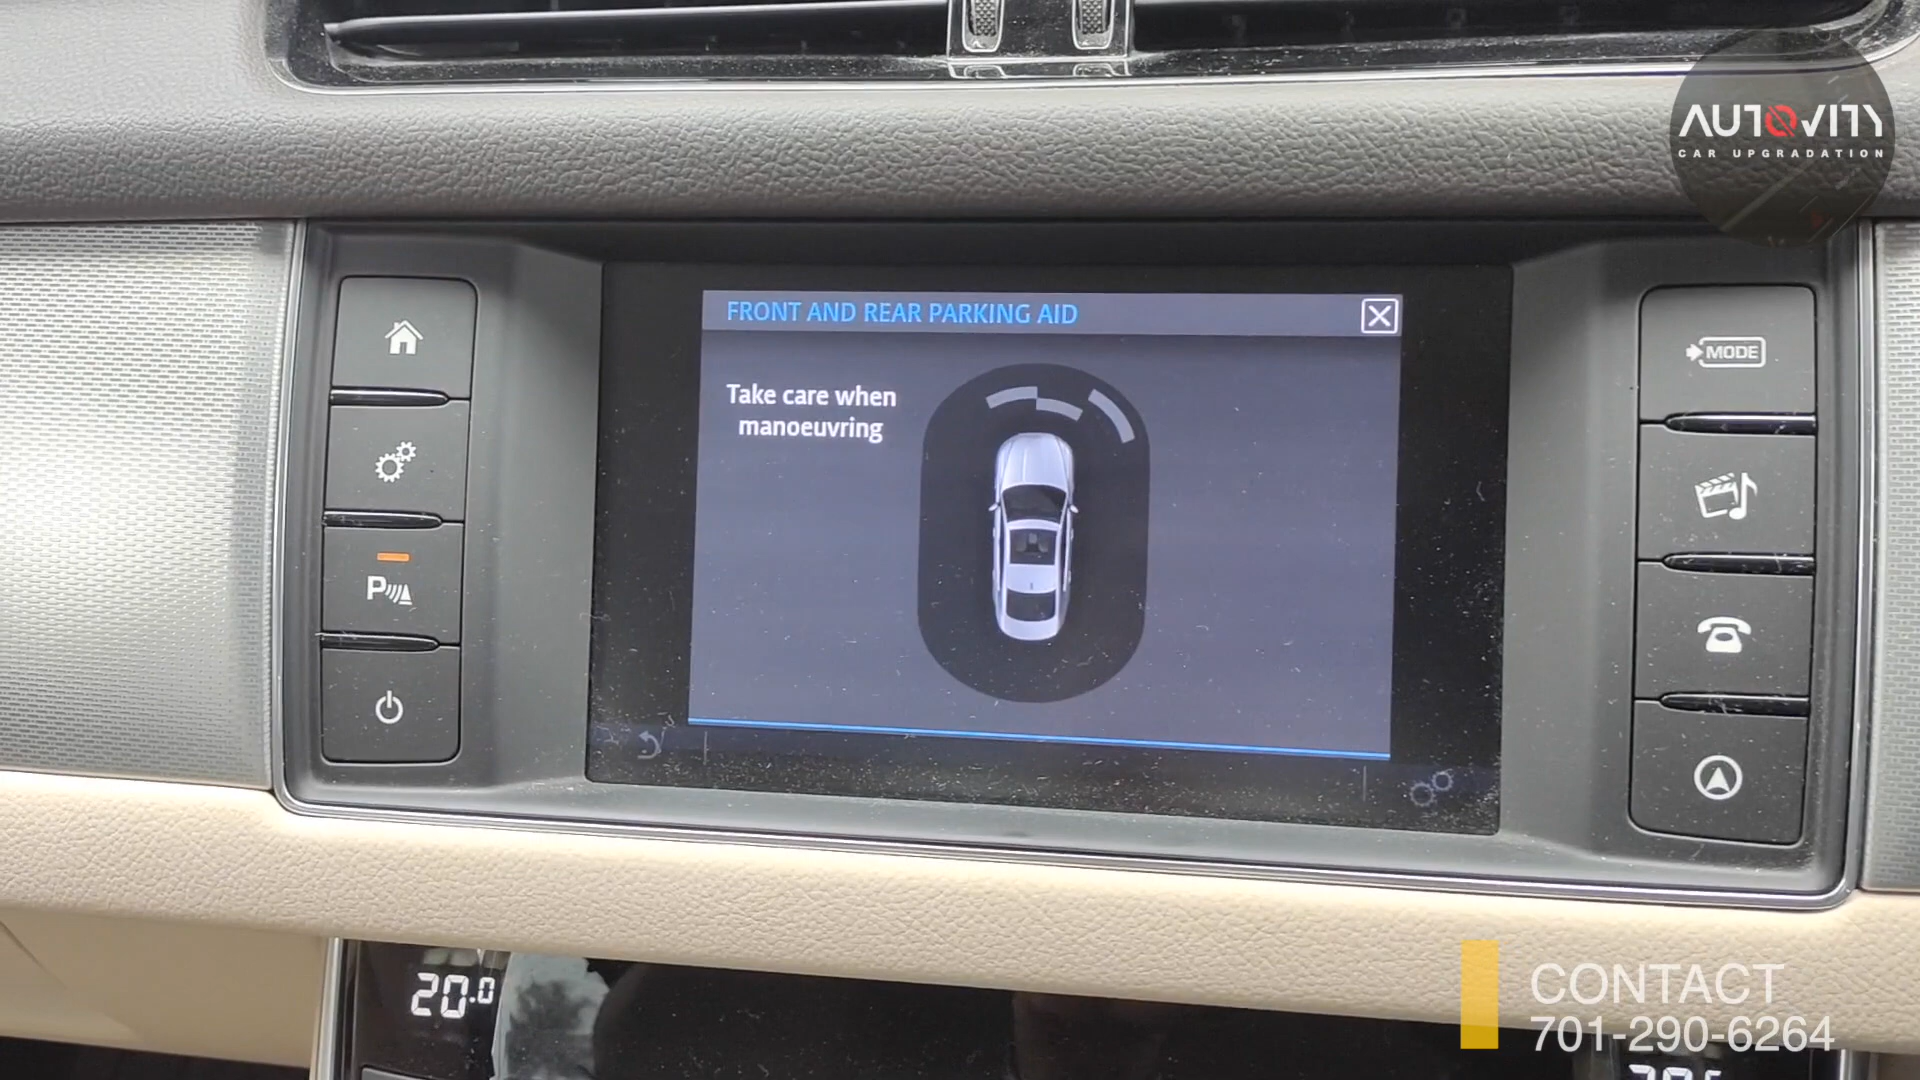 AUTOVITY
CAR UPGRADATION
FRONT AND REAR PARKING AID
Take care when
manoeuvring
MODE
P
20.0
CONTACT
701-290-6264